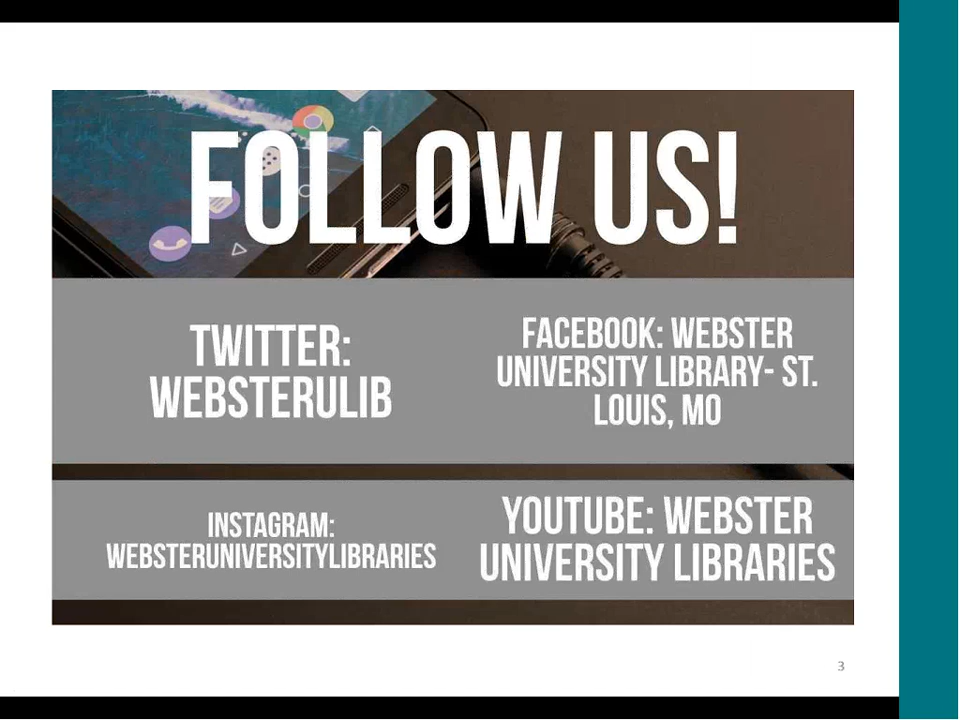 FOLLOW US!
TWITTER:
WEBSTERULIB
FACEBOOK: WEBSTER
UNIVERSITY LIBRARY- ST.
LOUIS, MO
INSTAGRAM:
WEBSTERUNIVERSITYLIBRARIES
YOUTUBE: WEBSTER
UNIVERSITY LIBRARIES
3